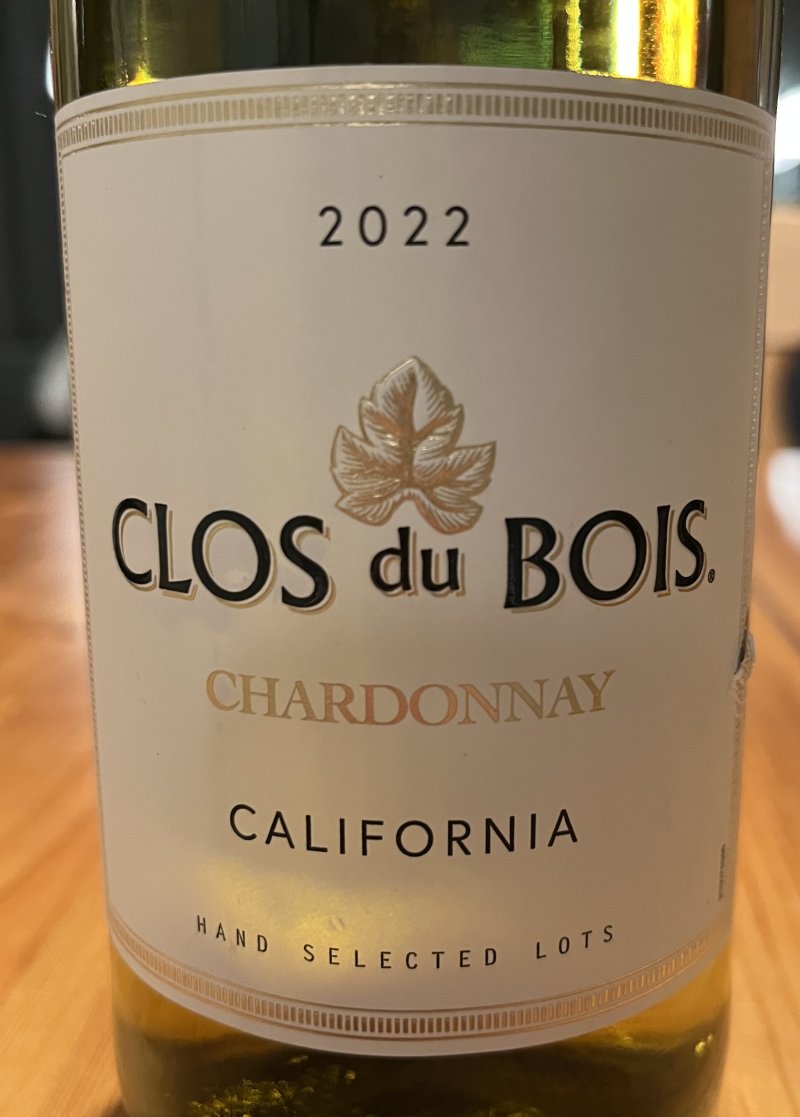 2022
CLOS du BOIS®
CHARDONNAY
CALIFORNIA
HAND SELECTED LOTS